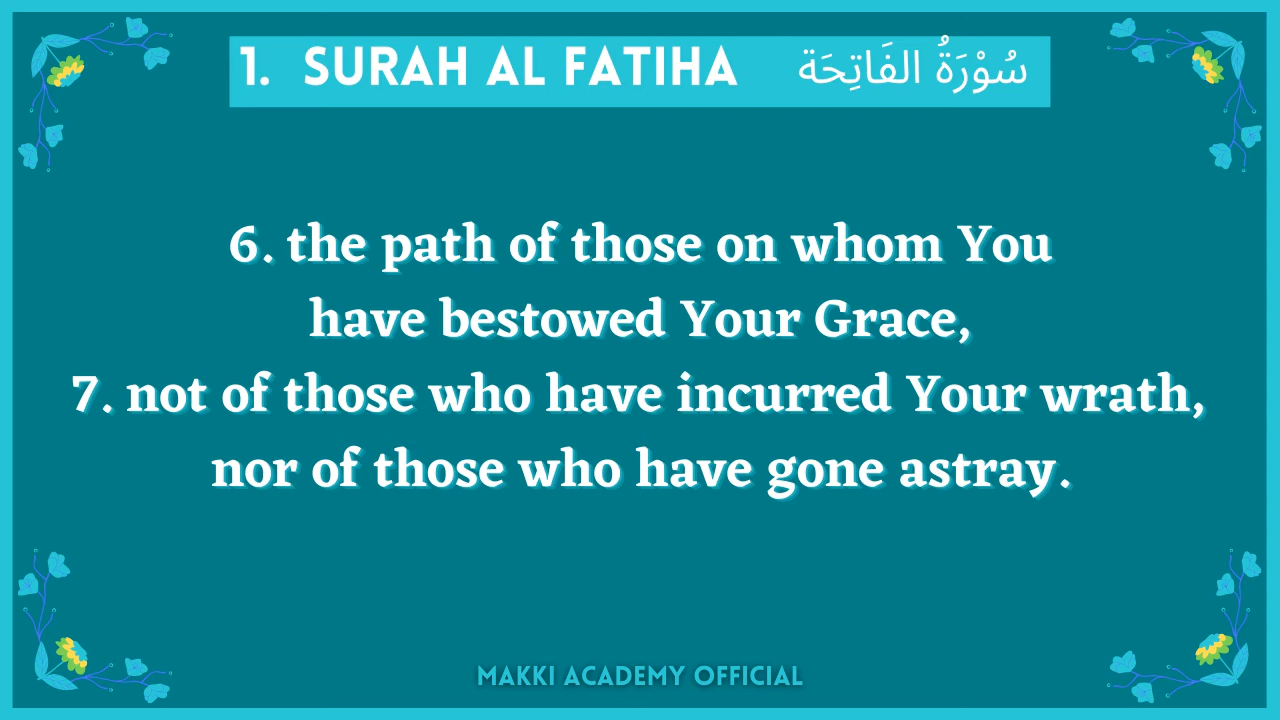 1. SURAH AL FATIHA سُوْرَةُ الفَاتِحَة
6. the path of those on whom You
have bestowed Your Grace,
7. not of those who have incurred Your wrath,
nor of those who have gone astray.
MAKKI ACADEMY OFFICIAL